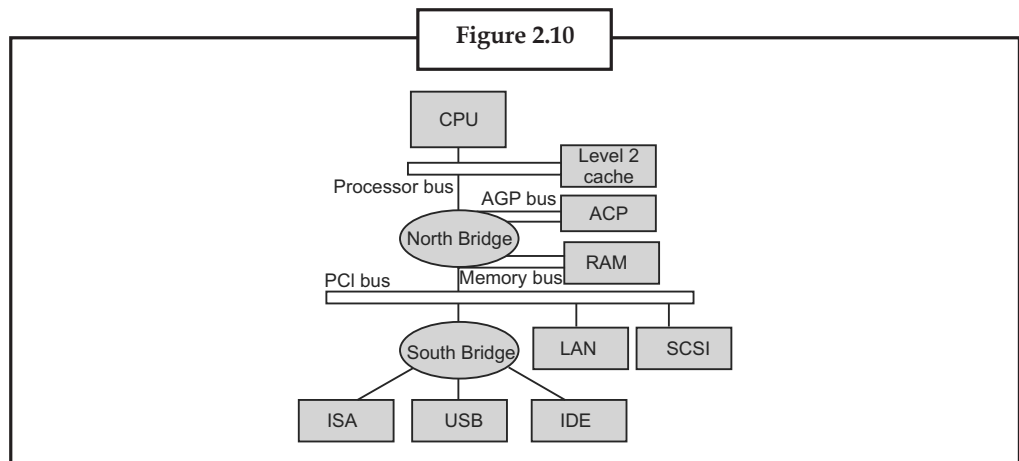 Figure 2.10
CPU
Level 2
cache
Processor bus
AGP bus
ACP
North Bridge
RAM
PCI bus
Memory bus
South Bridge
LAN
SCSI
ISA
USB
IDE